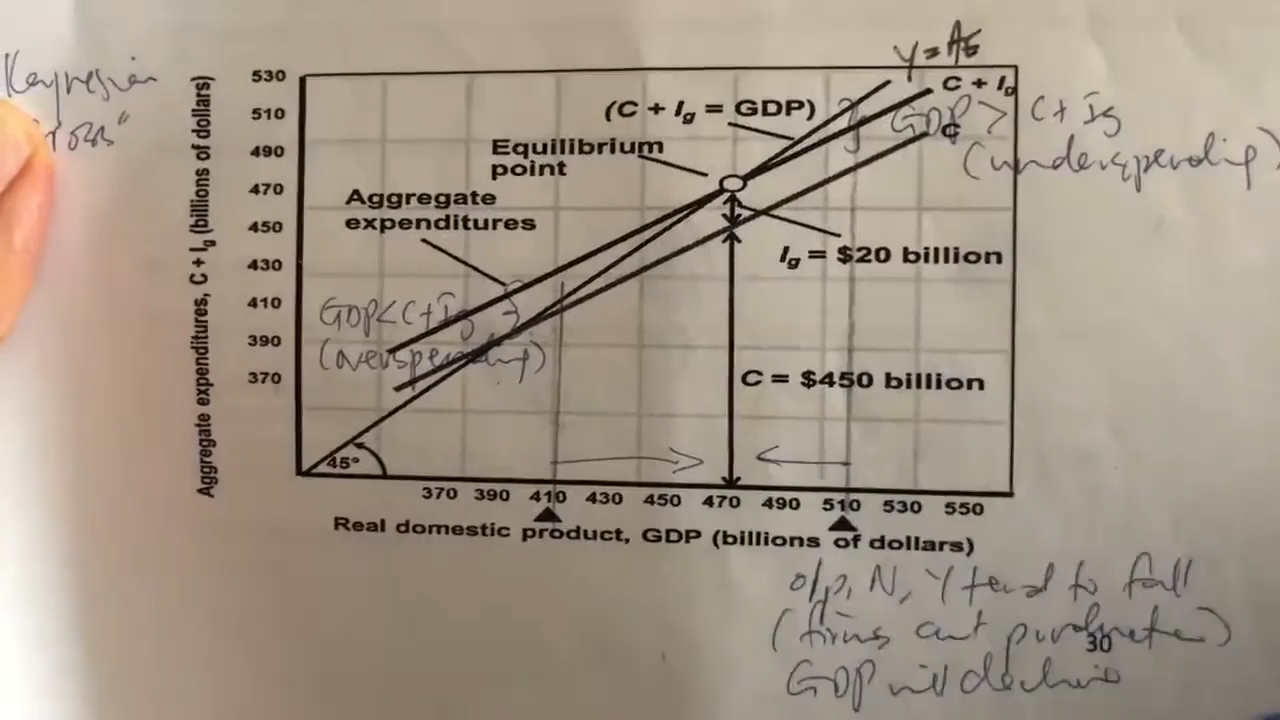 Y = AE
Keynesian
Cross"
Aggregate expenditures, C + Ig (billions of dollars)
530
510
490
470
450
430
410
390
370
C + Ig
(C + Ig = GDP)
} GDP > C + Ig
(underspending)
C
Equilibrium
point
Aggregate
expenditures
Ig = $20 billion
GDP < C + Ig }
(overspending)
C = $450 billion
45°
370 390 410 430 450 470 490 510 530 550
Real domestic product, GDP (billions of dollars)
o/p, N, Y tend to fall
(firms cut production)
30
GDP will decline